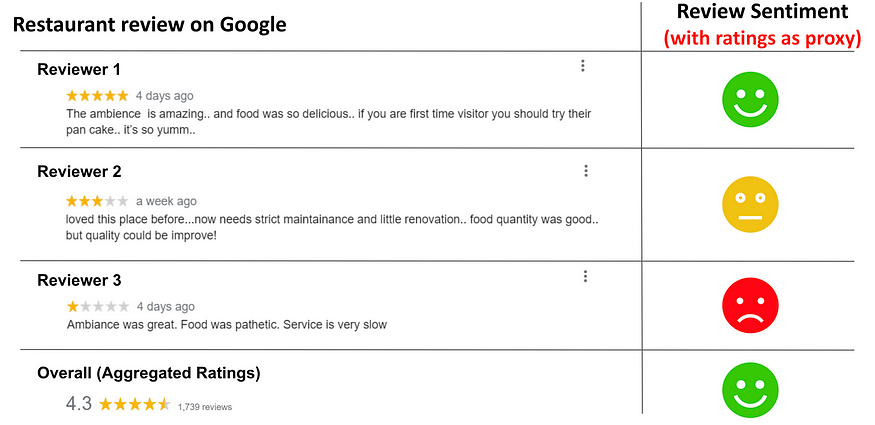 Restaurant review on Google
Review Sentiment
(with ratings as proxy)
Reviewer 1
4 days ago
The ambience  is amazing.. and food was so delicious.. if you are first time visitor you should try their
pan cake.. it's so yumm..
Reviewer 2
a week ago
loved this place before...now needs strict maintainance and little renovation.. food quantity was good..
but quality could be improve!
Reviewer 3
4 days ago
Ambiance was great. Food was pathetic. Service is very slow
Overall (Aggregated Ratings)
4.3 1,739 reviews